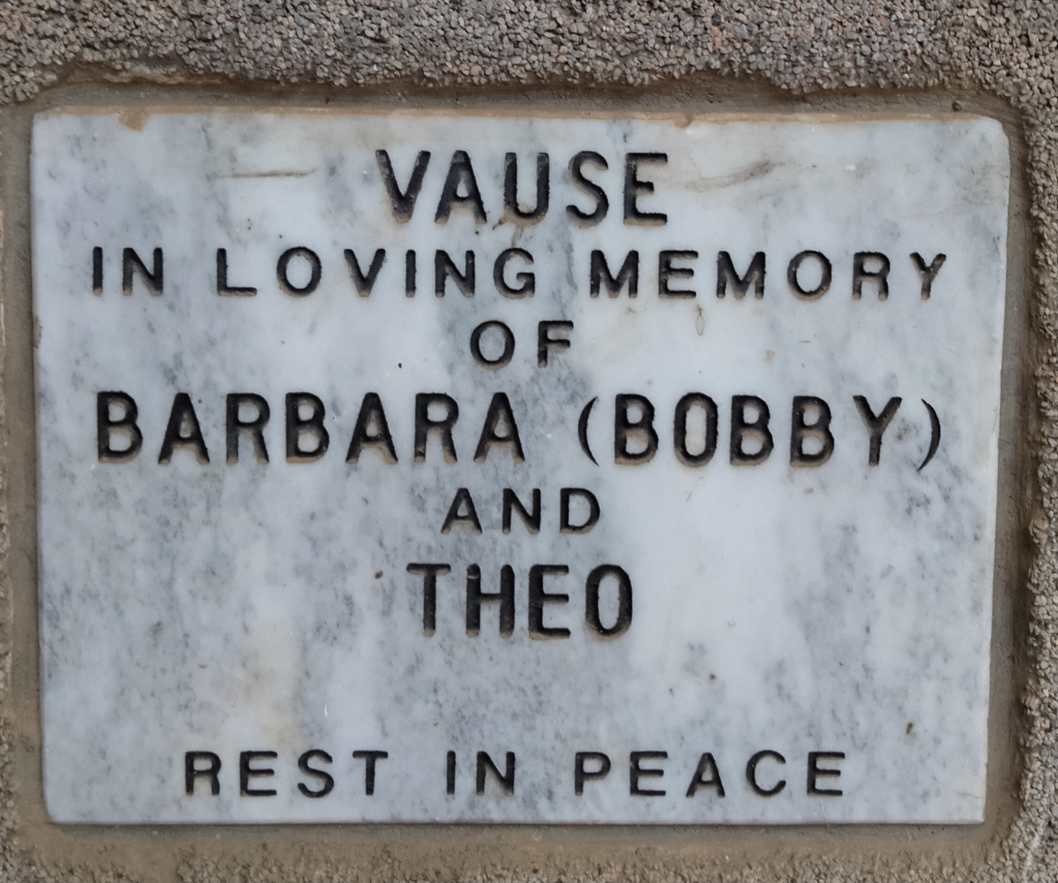 VAUSE
IN LOVING MEMORY
OF
BARBARA (BOBBY)
AND
THEO
REST IN PEACE